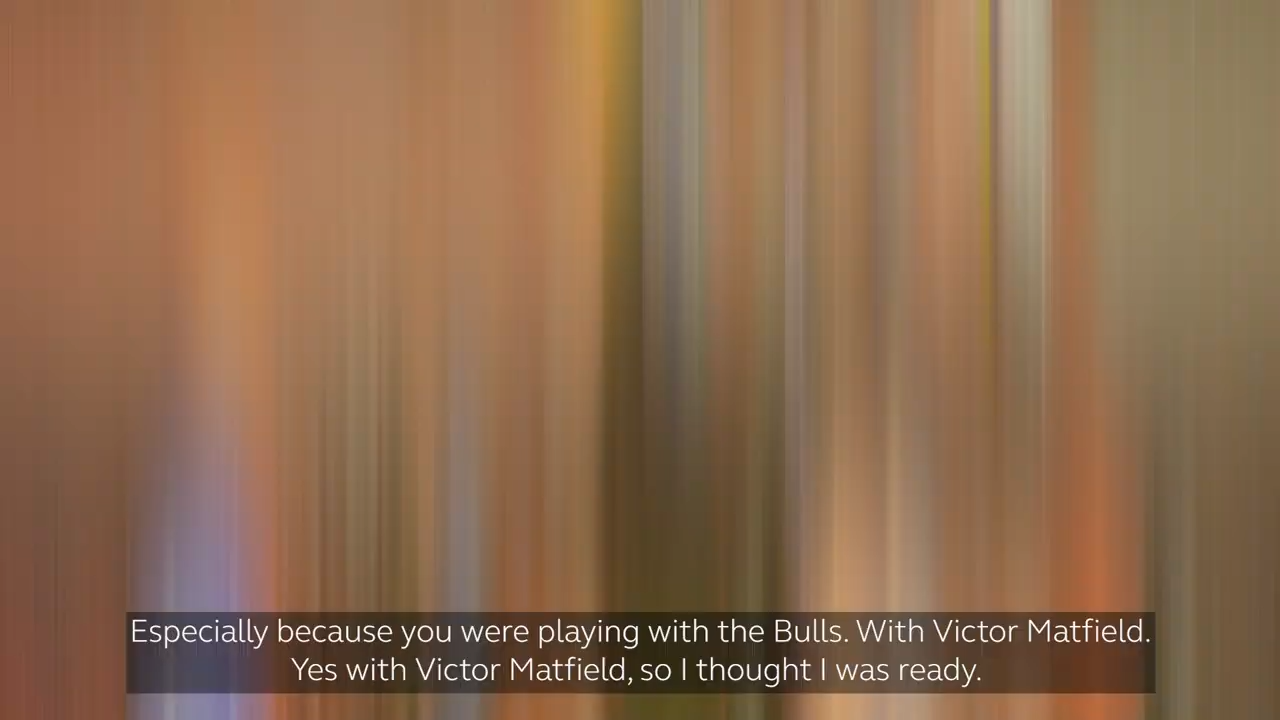 Especially because you were playing with the Bulls. With Victor Matfield.
Yes with Victor Matfield, so I thought I was ready.